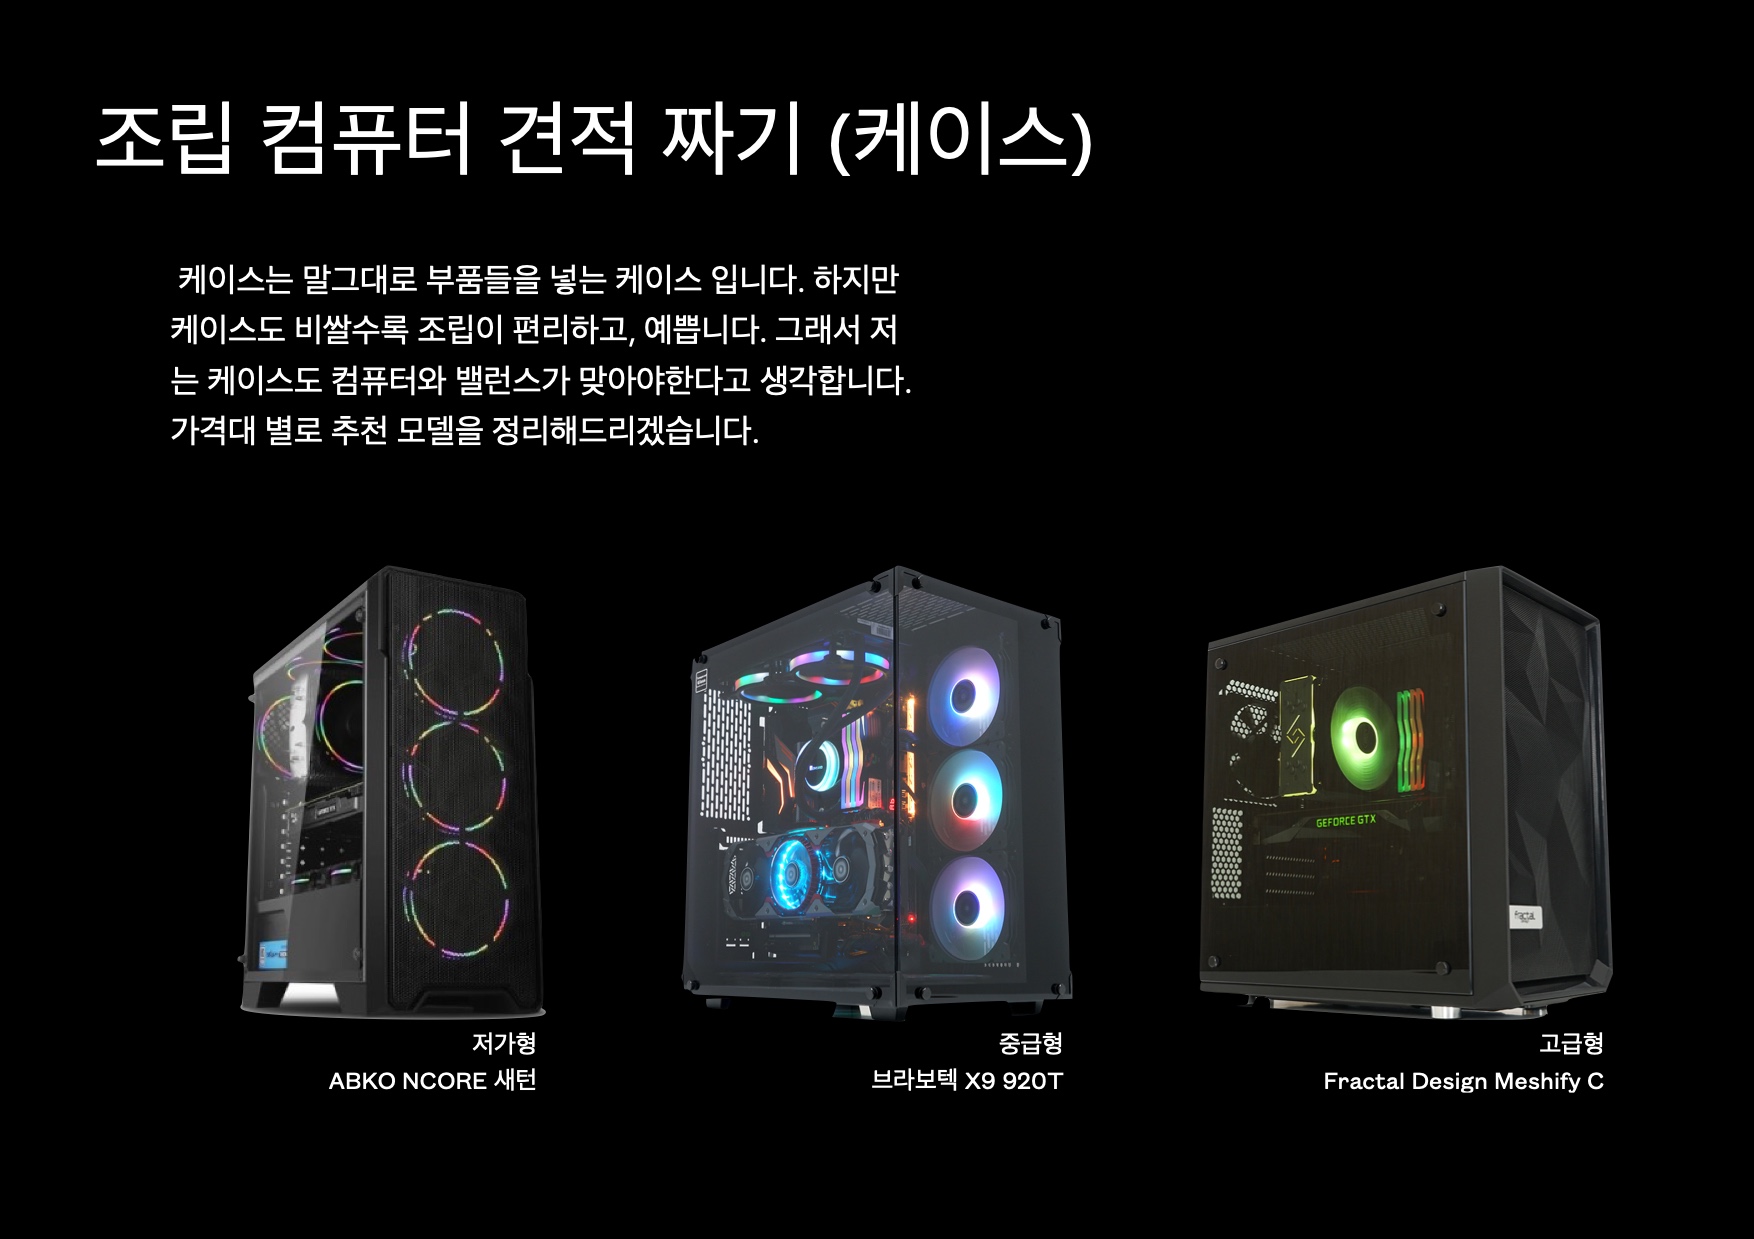 조립 컴퓨터 견적 짜기 (케이스)
케이스는 말그대로 부품들을 넣는 케이스 입니다. 하지만
케이스도 비쌀수록 조립이 편리하고, 예쁩니다. 그래서 저
는 케이스도 컴퓨터와 밸런스가 맞아야한다고 생각합니다.
가격대 별로 추천 모델을 정리해드리겠습니다.
GEFORCE GTX
fractal
저가형
ABKO NCORE 새턴
중급형
브라보텍 X9 920T
고급형
Fractal Design Meshify C